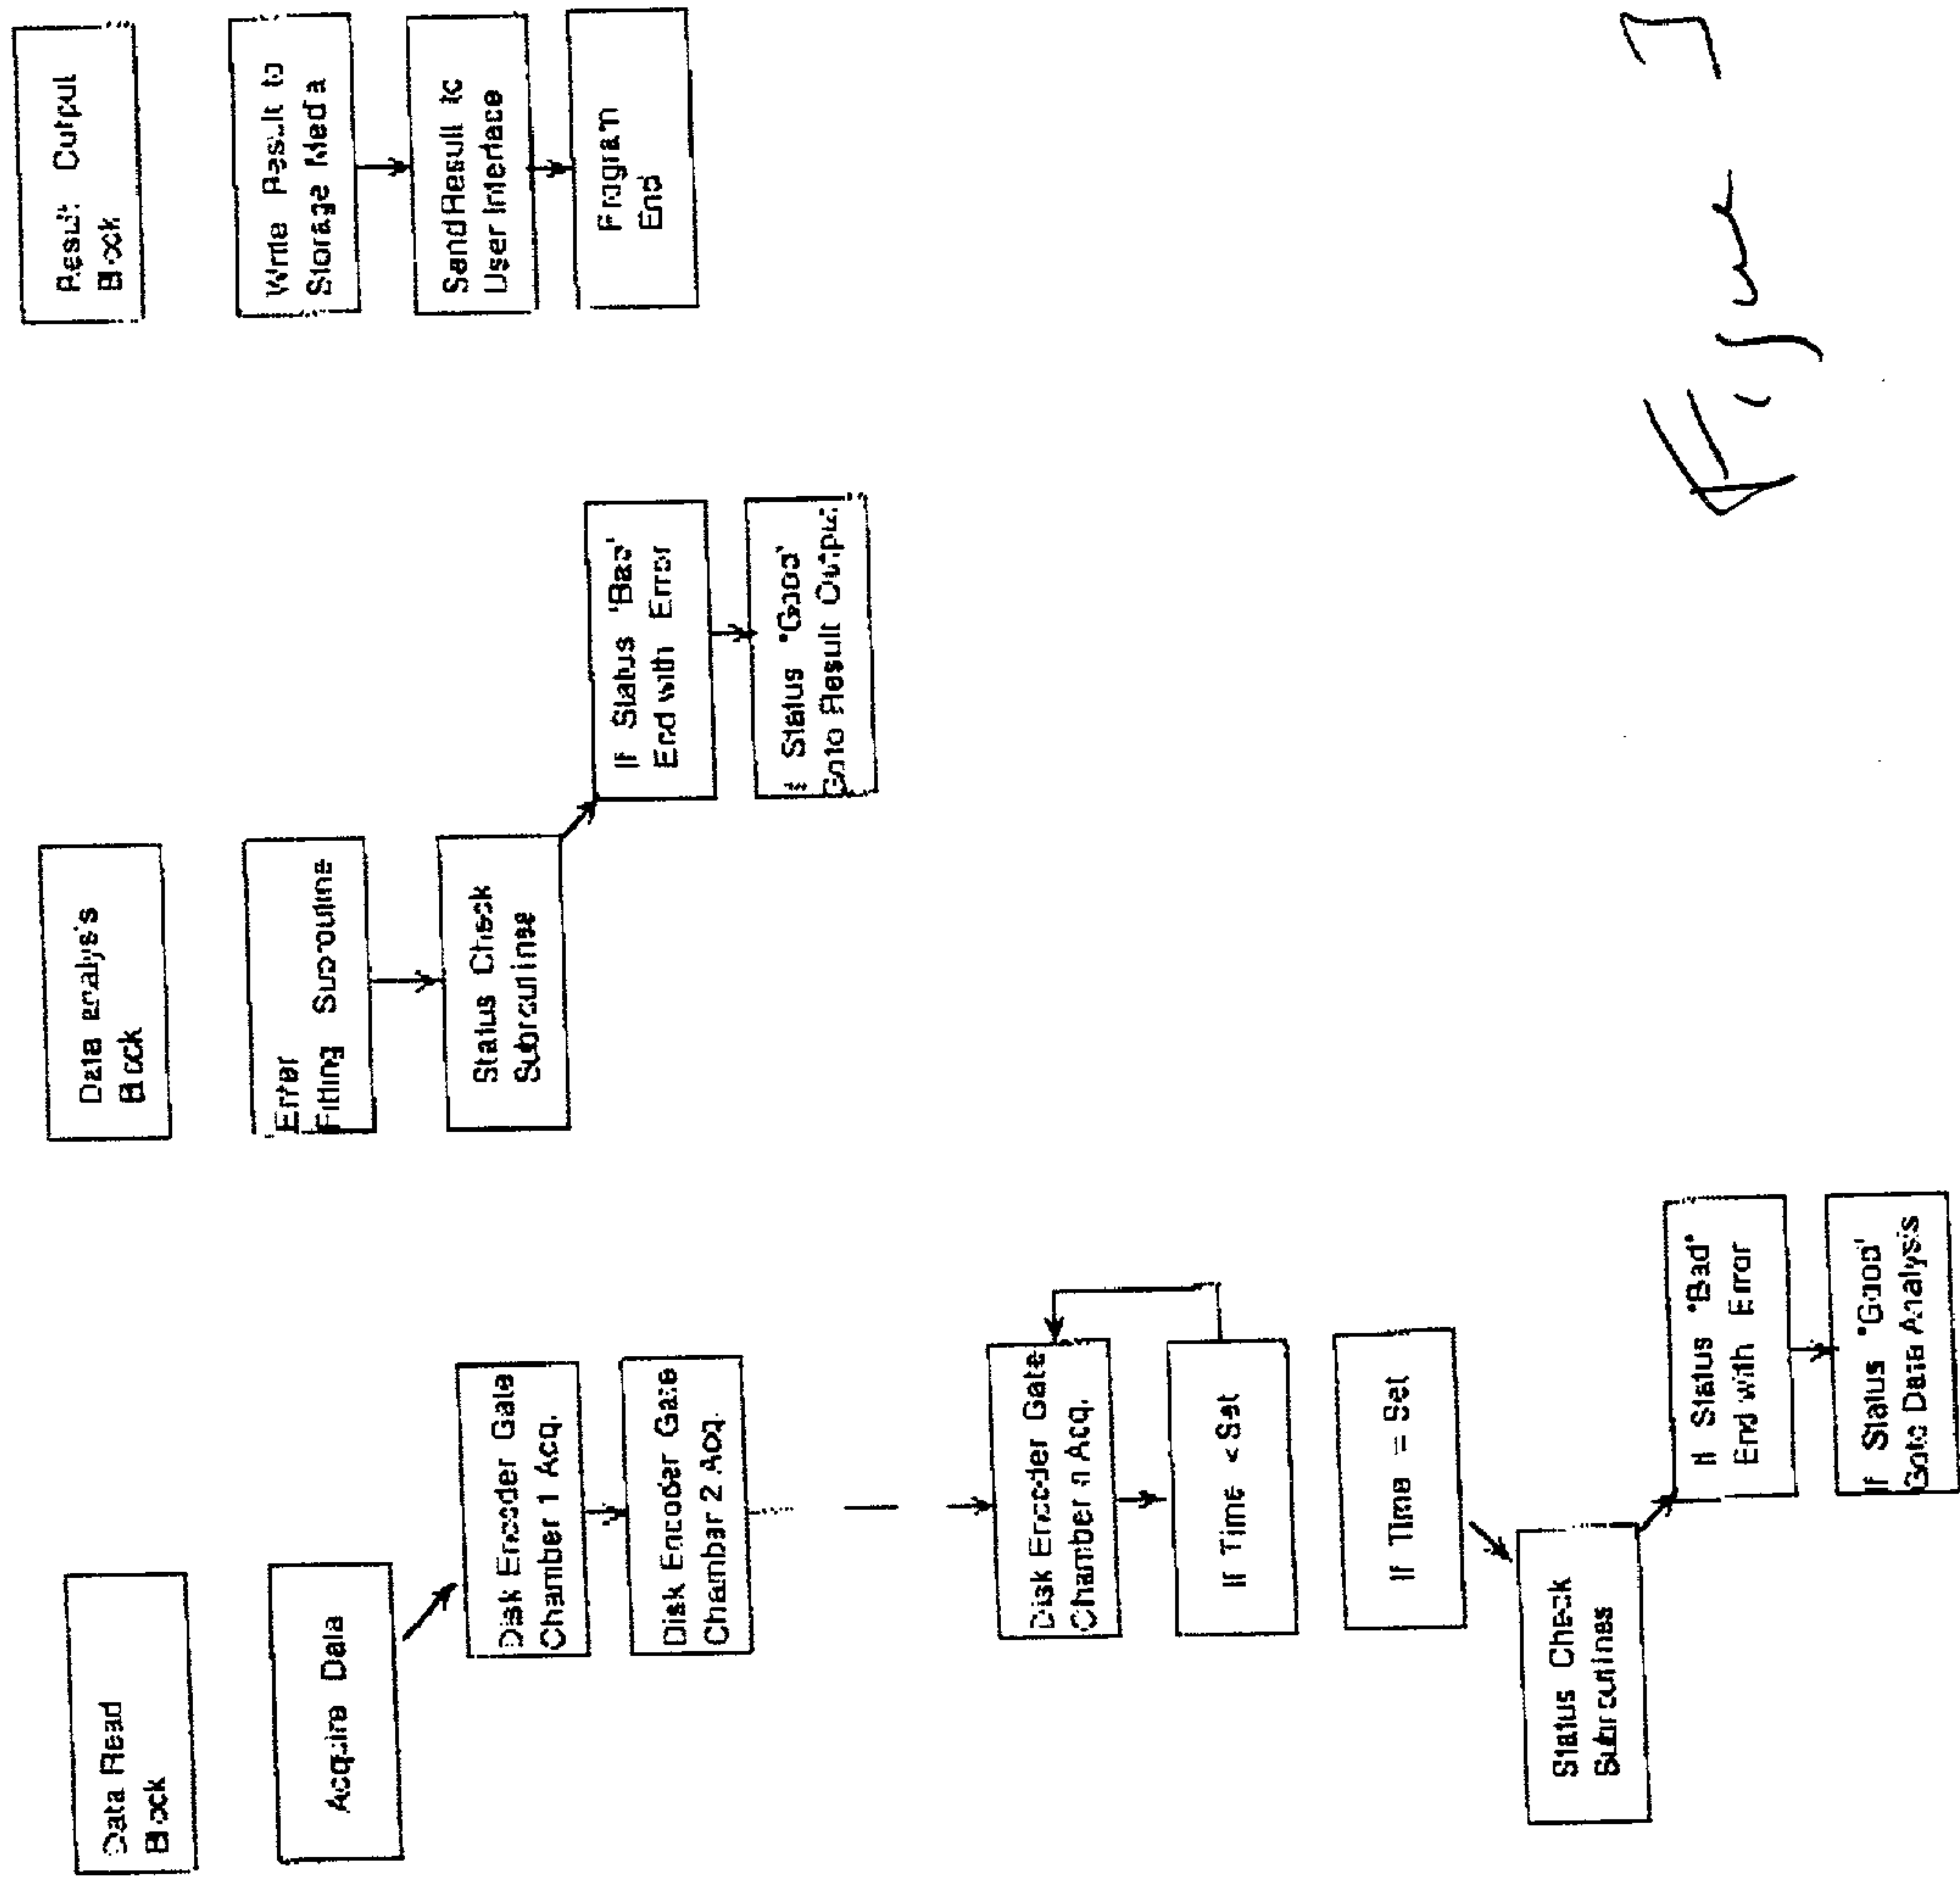 Data Read
Block
Acquire Data
Disk Encoder Gate
Chamber 1 Acq.
Disk Encoder Gate
Chamber 2 Acq.
Disk Encoder Gate
Chamber n Acq.
If Time < Set
If Time = Set
Status Check
Subroutines
If Status "Bad"
End with Error
If Status "Good"
Goto Data Analysis
Data analysis
Block
Enter
Fitting Subroutine
Status Check
Subroutines
If Status "Bad"
End with Error
If Status "Good"
Goto Result Output
Result Output
Block
Write Result to
Storage Media
Send Result to
User Interface
Program
End
Figure 7